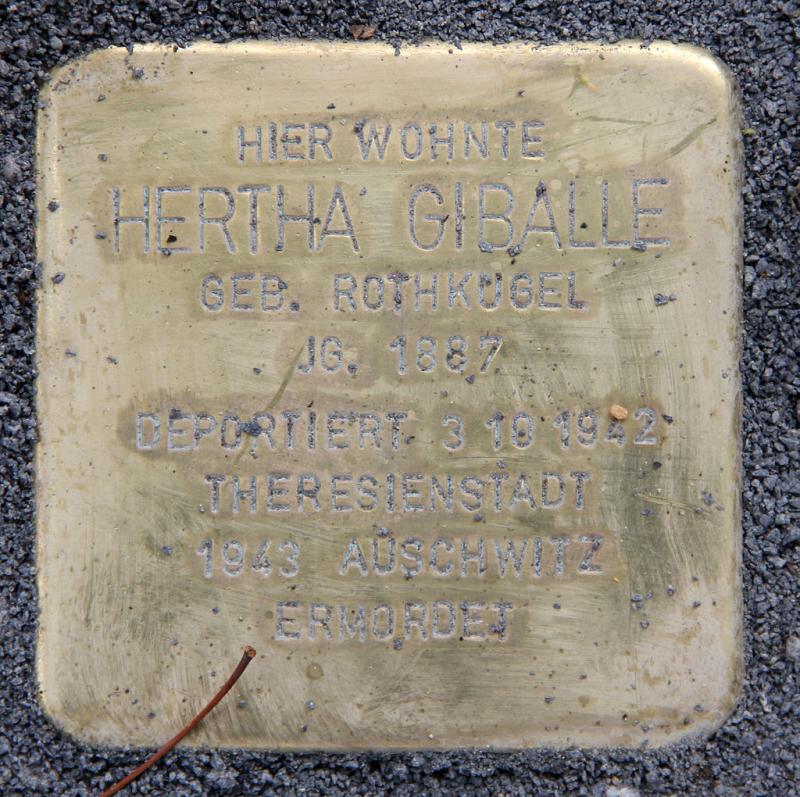 HIER WOHNTE
HERTHA GIBALLE
GEB. ROTHKUGEL
JG. 1887
DEPORTIERT 3.10.1942
THERESIENSTADT
1943 AUSCHWITZ
ERMORDET